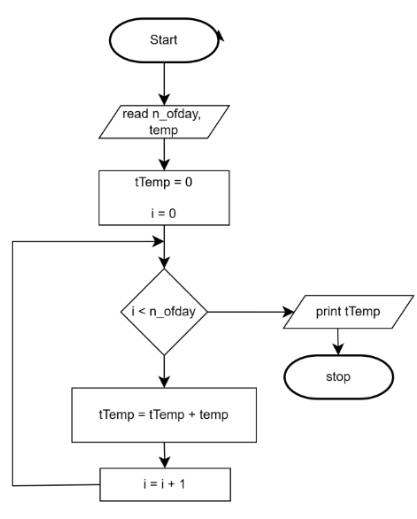 Start
read n_ofday,
temp
tTemp = 0
i = 0
i < n_ofday
print tTemp
stop
tTemp = tTemp + temp
i = i + 1